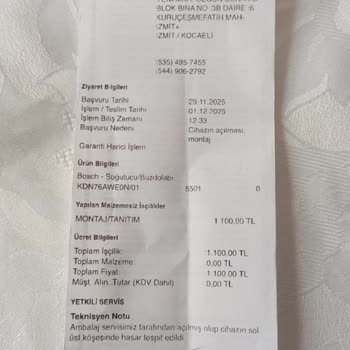 BLOK BINA NO :3B DAIRE :6
KURUÇEŞMEFATİH MAH-
İZMİT+
İZMİT / KOCAELİ
(535) 495-7455
(544) 906-2792
Ziyaret Bilgileri
Başvuru Tarihi 29.11.2025
İşlem / Teslim Tarihi 01.12.2025
İşlem Bitiş Zamanı 12:33
Başvuru Nedeni Cihazın açılması,
montaj
Garanti Harici İşlem
Ürün Bilgileri
Bosch - Soğutucu/Buzdolabı
KDN76AWE0N/01 5501 0
Yapılan Malzemesiz İşçilikler
MONTAJ/TANITIM 1.100.00 TL
Ücret Bilgileri
Toplam İşçilik: 1.100.00 TL
Toplam Malzeme: 0.00 TL
Toplam Fiyat: 1.100.00 TL
Müşt. Alın. Tutar (KDV Dahil) 0.00 TL
YETKİLİ SERVİS
Teknisyen Notu
Ambalaj servisimiz tarafından açılmış olup cihazın sol
üst köşesinde hasar tespit edildi